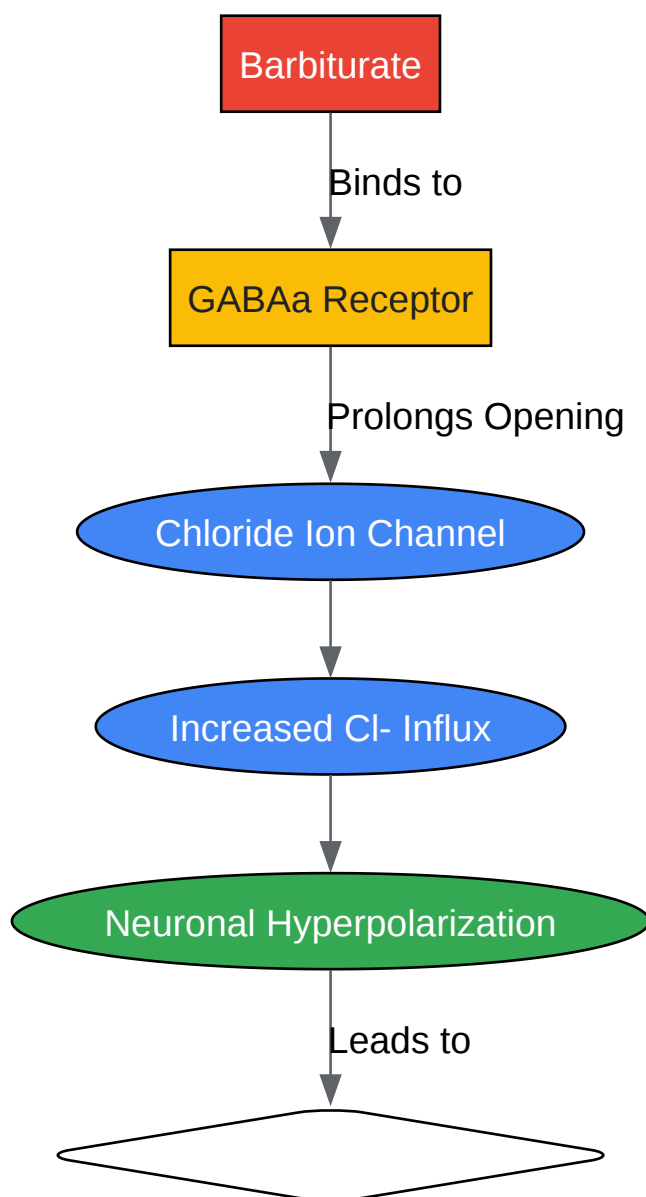 Barbiturate
Binds to
GABAa Receptor
Prolongs Opening
Chloride Ion Channel
Increased Cl- Influx
Neuronal Hyperpolarization
Leads to